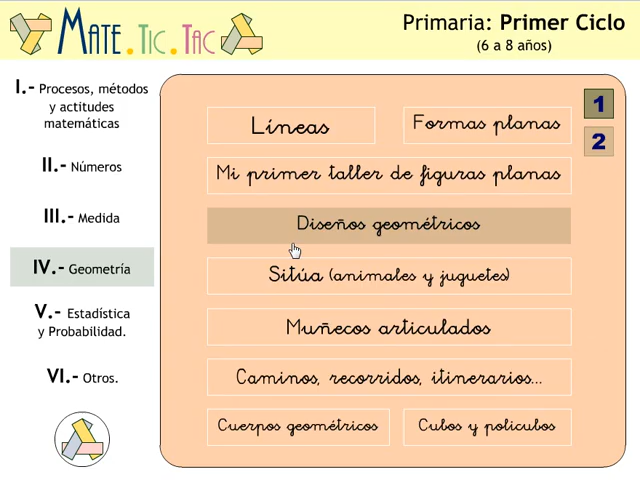 MATE.TIC.TAC
Primaria: Primer Ciclo
(6 a 8 años)
I.- Procesos, métodos
y actitudes
matemáticas
II.- Números
III.- Medida
IV.- Geometría
V.- Estadística
y Probabilidad.
VI.- Otros.
Líneas
Formas planas
1
2
Mi primer taller de figuras planas
Diseños geométricos
Sitúa (animales y juguetes)
Muñecos articulados
Caminos, recorridos, itinerarios...
Cuerpos geométricos
Cubos y policubos